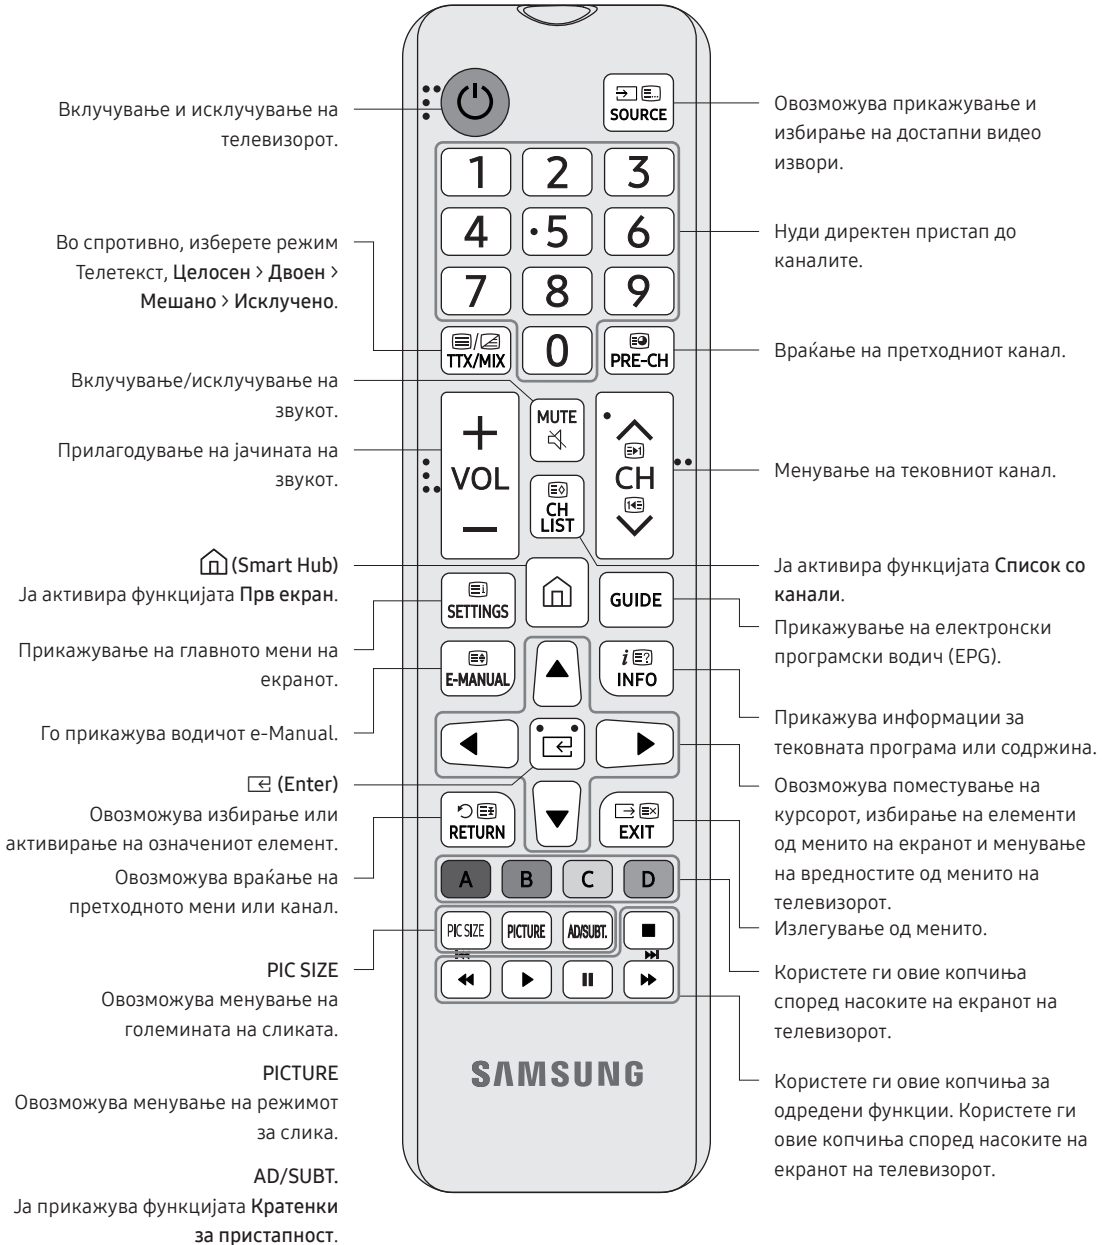 Вклучување и исклучување на
телевизорот.
Во спротивно, изберете режим
Телетекст, Целосен > Двоен >
Мешано > Исклучено.
Вклучување/исклучување на
звукот.
Прилагодување на јачината на
звукот.
(Smart Hub)
Ја активира функцијата Прв екран.
Прикажување на главното мени на
екранот.
Го прикажува водичот e-Manual.
(Enter)
Овозможува избирање или
активирање на означениот елемент.
Овозможува враќање на
претходното мени или канал.
PIC SIZE
Овозможува менување на
големината на сликата.
PICTURE
Овозможува менување на режимот
за слика.
AD/SUBT.
Ја прикажува функцијата Кратенки
за пристапност.
SOURCE
1 2 3
4 5 6
7 8 9
TTX/MIX 0 PRE-CH
MUTE
VOL
CH
CH
LIST
SETTINGS
GUIDE
E-MANUAL
i
INFO
RETURN
EXIT
A B C D
PIC SIZE PICTURE AD/SUBT.
SAMSUNG
Овозможува прикажување и
избирање на достапни видео
извори.
Нуди директен пристап до
каналите.
Враќање на претходниот канал.
Менување на тековниот канал.
Ја активира функцијата Список со
канали.
Прикажување на електронски
програмски водич (EPG).
Прикажува информации за
тековната програма или содржина.
Овозможува поместување на
курсорот, избирање на елементи
од менито на екранот и менување
на вредностите од менито на
телевизорот.
Излегување од менито.
Користете ги овие копчиња
според насоките на екранот на
телевизорот.
Користете ги овие копчиња за
одредени функции. Користете ги
овие копчиња според насоките на
екранот на телевизорот.